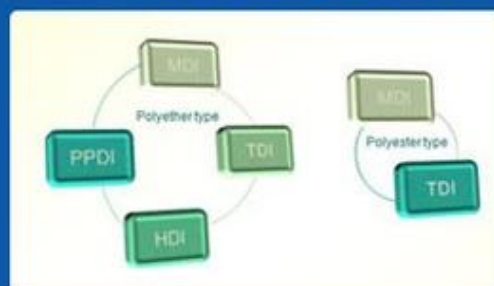 MDI
Polyether type
PPDI
TDI
HDI
MDI
Polyester type
TDI